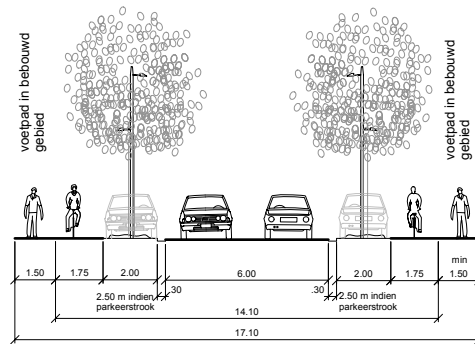 voetpad in bebouwd
gebied
voetpad in bebouwd
gebied
min
1.50 1.75 2.00 6.00 2.00 1.75 1.50
2.50 m indien
parkeerstrook
.30 .30
2.50 m indien
parkeerstrook
14.10
17.10